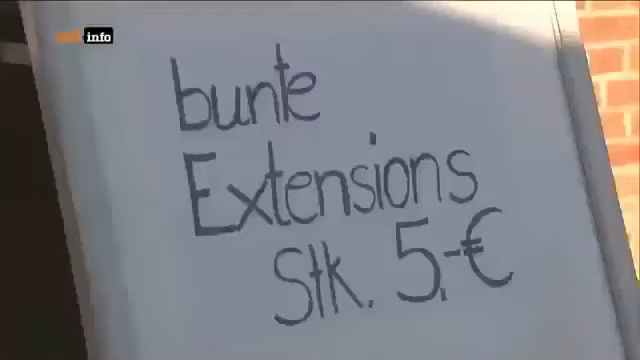 zdf info
bunte
Extensions
Stk. 5,-€